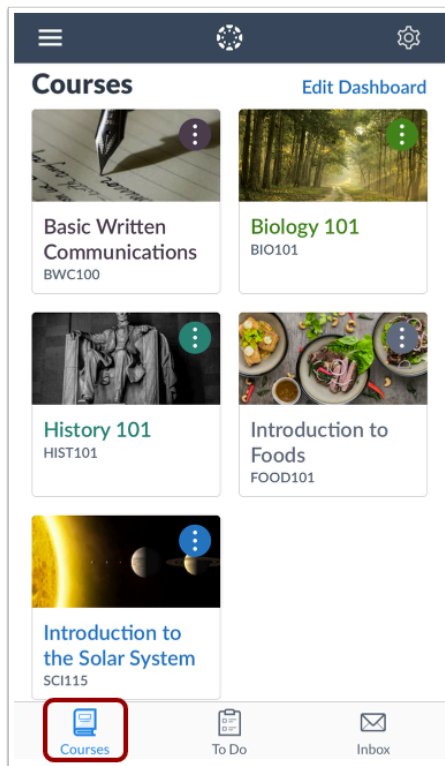 Courses
Edit Dashboard
Basic Written
Communications
BWC100
Biology 101
BIO101
History 101
HIST101
Introduction to
Foods
FOOD101
Introduction to
the Solar System
SCI115
Courses
To Do
Inbox